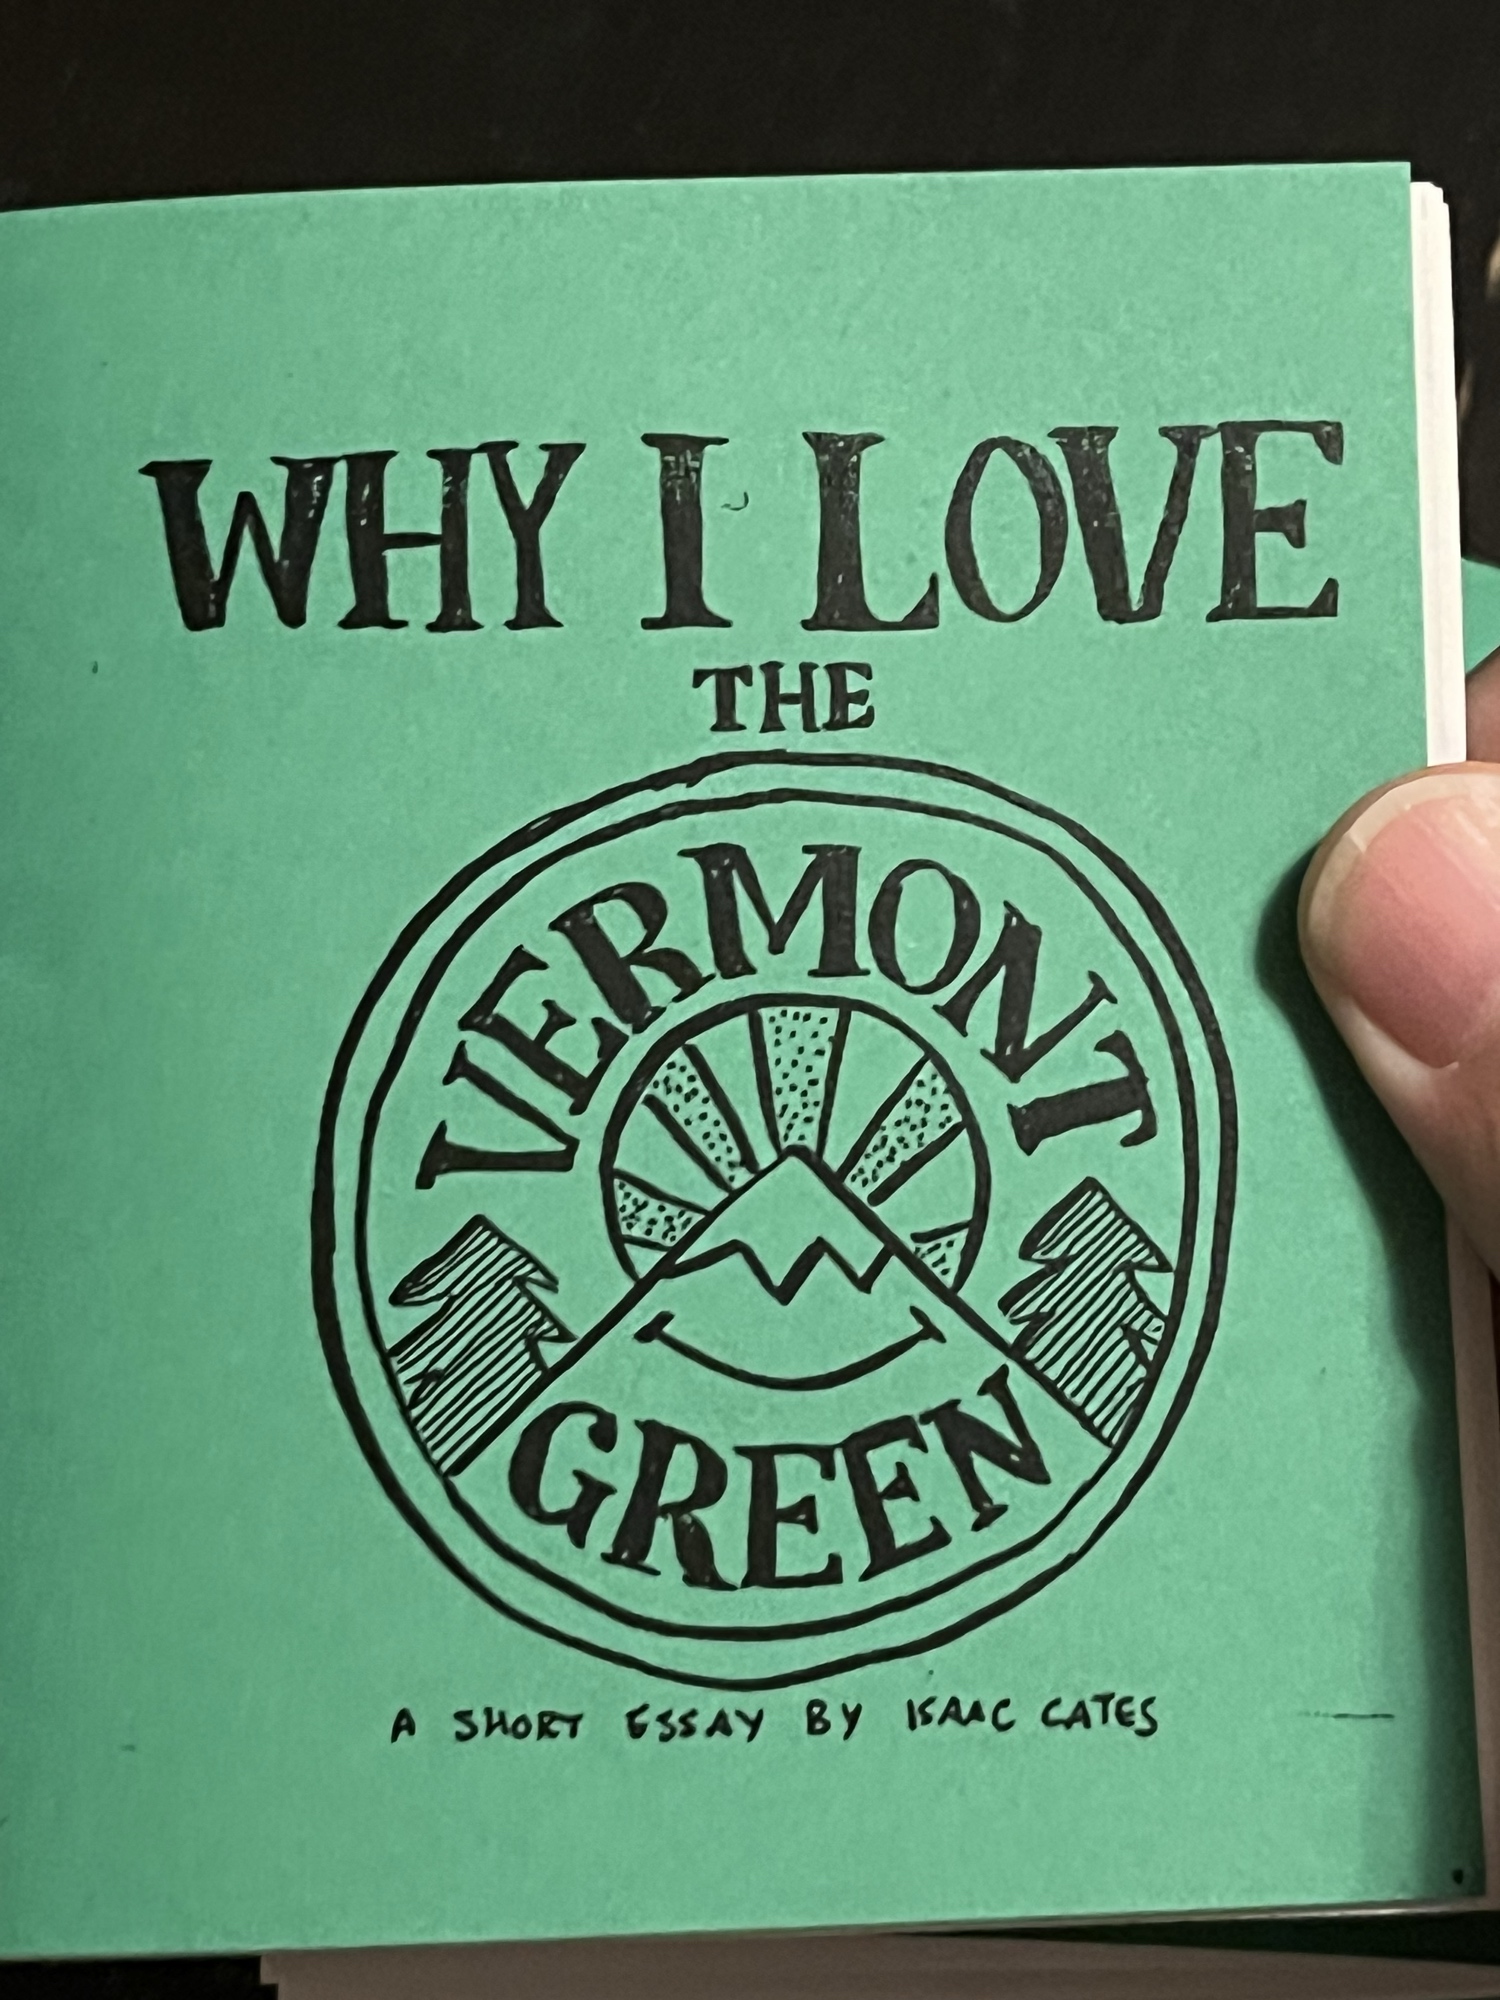 WHY I LOVE
THE
VERMONT
GREEN
A SHORT ESSAY BY ISAAC CATES